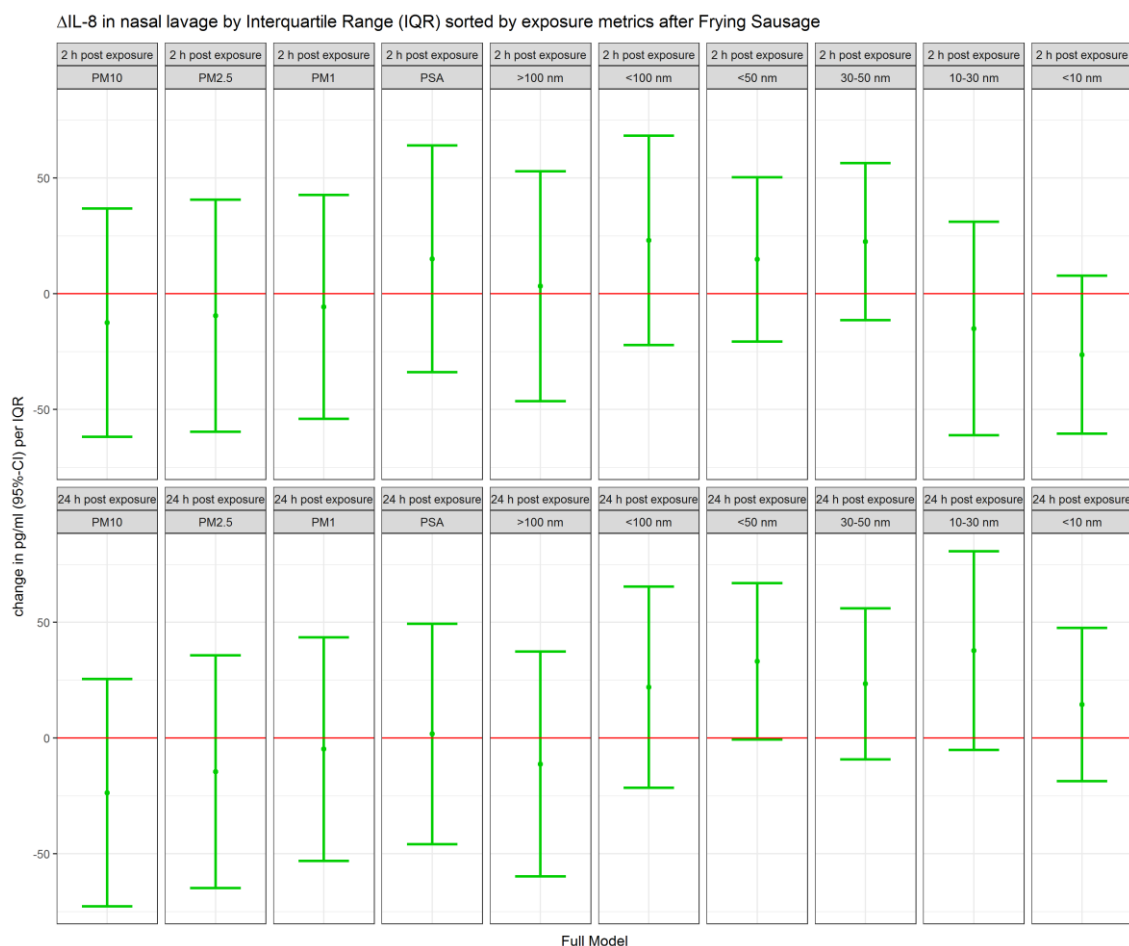 ΔIL-8 in nasal lavage by Interquartile Range (IQR) sorted by exposure metrics after Frying Sausage
2 h post exposure 2 h post exposure 2 h post exposure 2 h post exposure 2 h post exposure 2 h post exposure 2 h post exposure 2 h post exposure 2 h post exposure 2 h post exposure
PM10 PM2.5 PM1 PSA >100 nm <100 nm <50 nm 30-50 nm 10-30 nm <10 nm
50
0
-50
24 h post exposure 24 h post exposure 24 h post exposure 24 h post exposure 24 h post exposure 24 h post exposure 24 h post exposure 24 h post exposure 24 h post exposure 24 h post exposure
PM10 PM2.5 PM1 PSA >100 nm <100 nm <50 nm 30-50 nm 10-30 nm <10 nm
50
0
-50
change in pg/ml (95%-CI) per IQR
Full Model